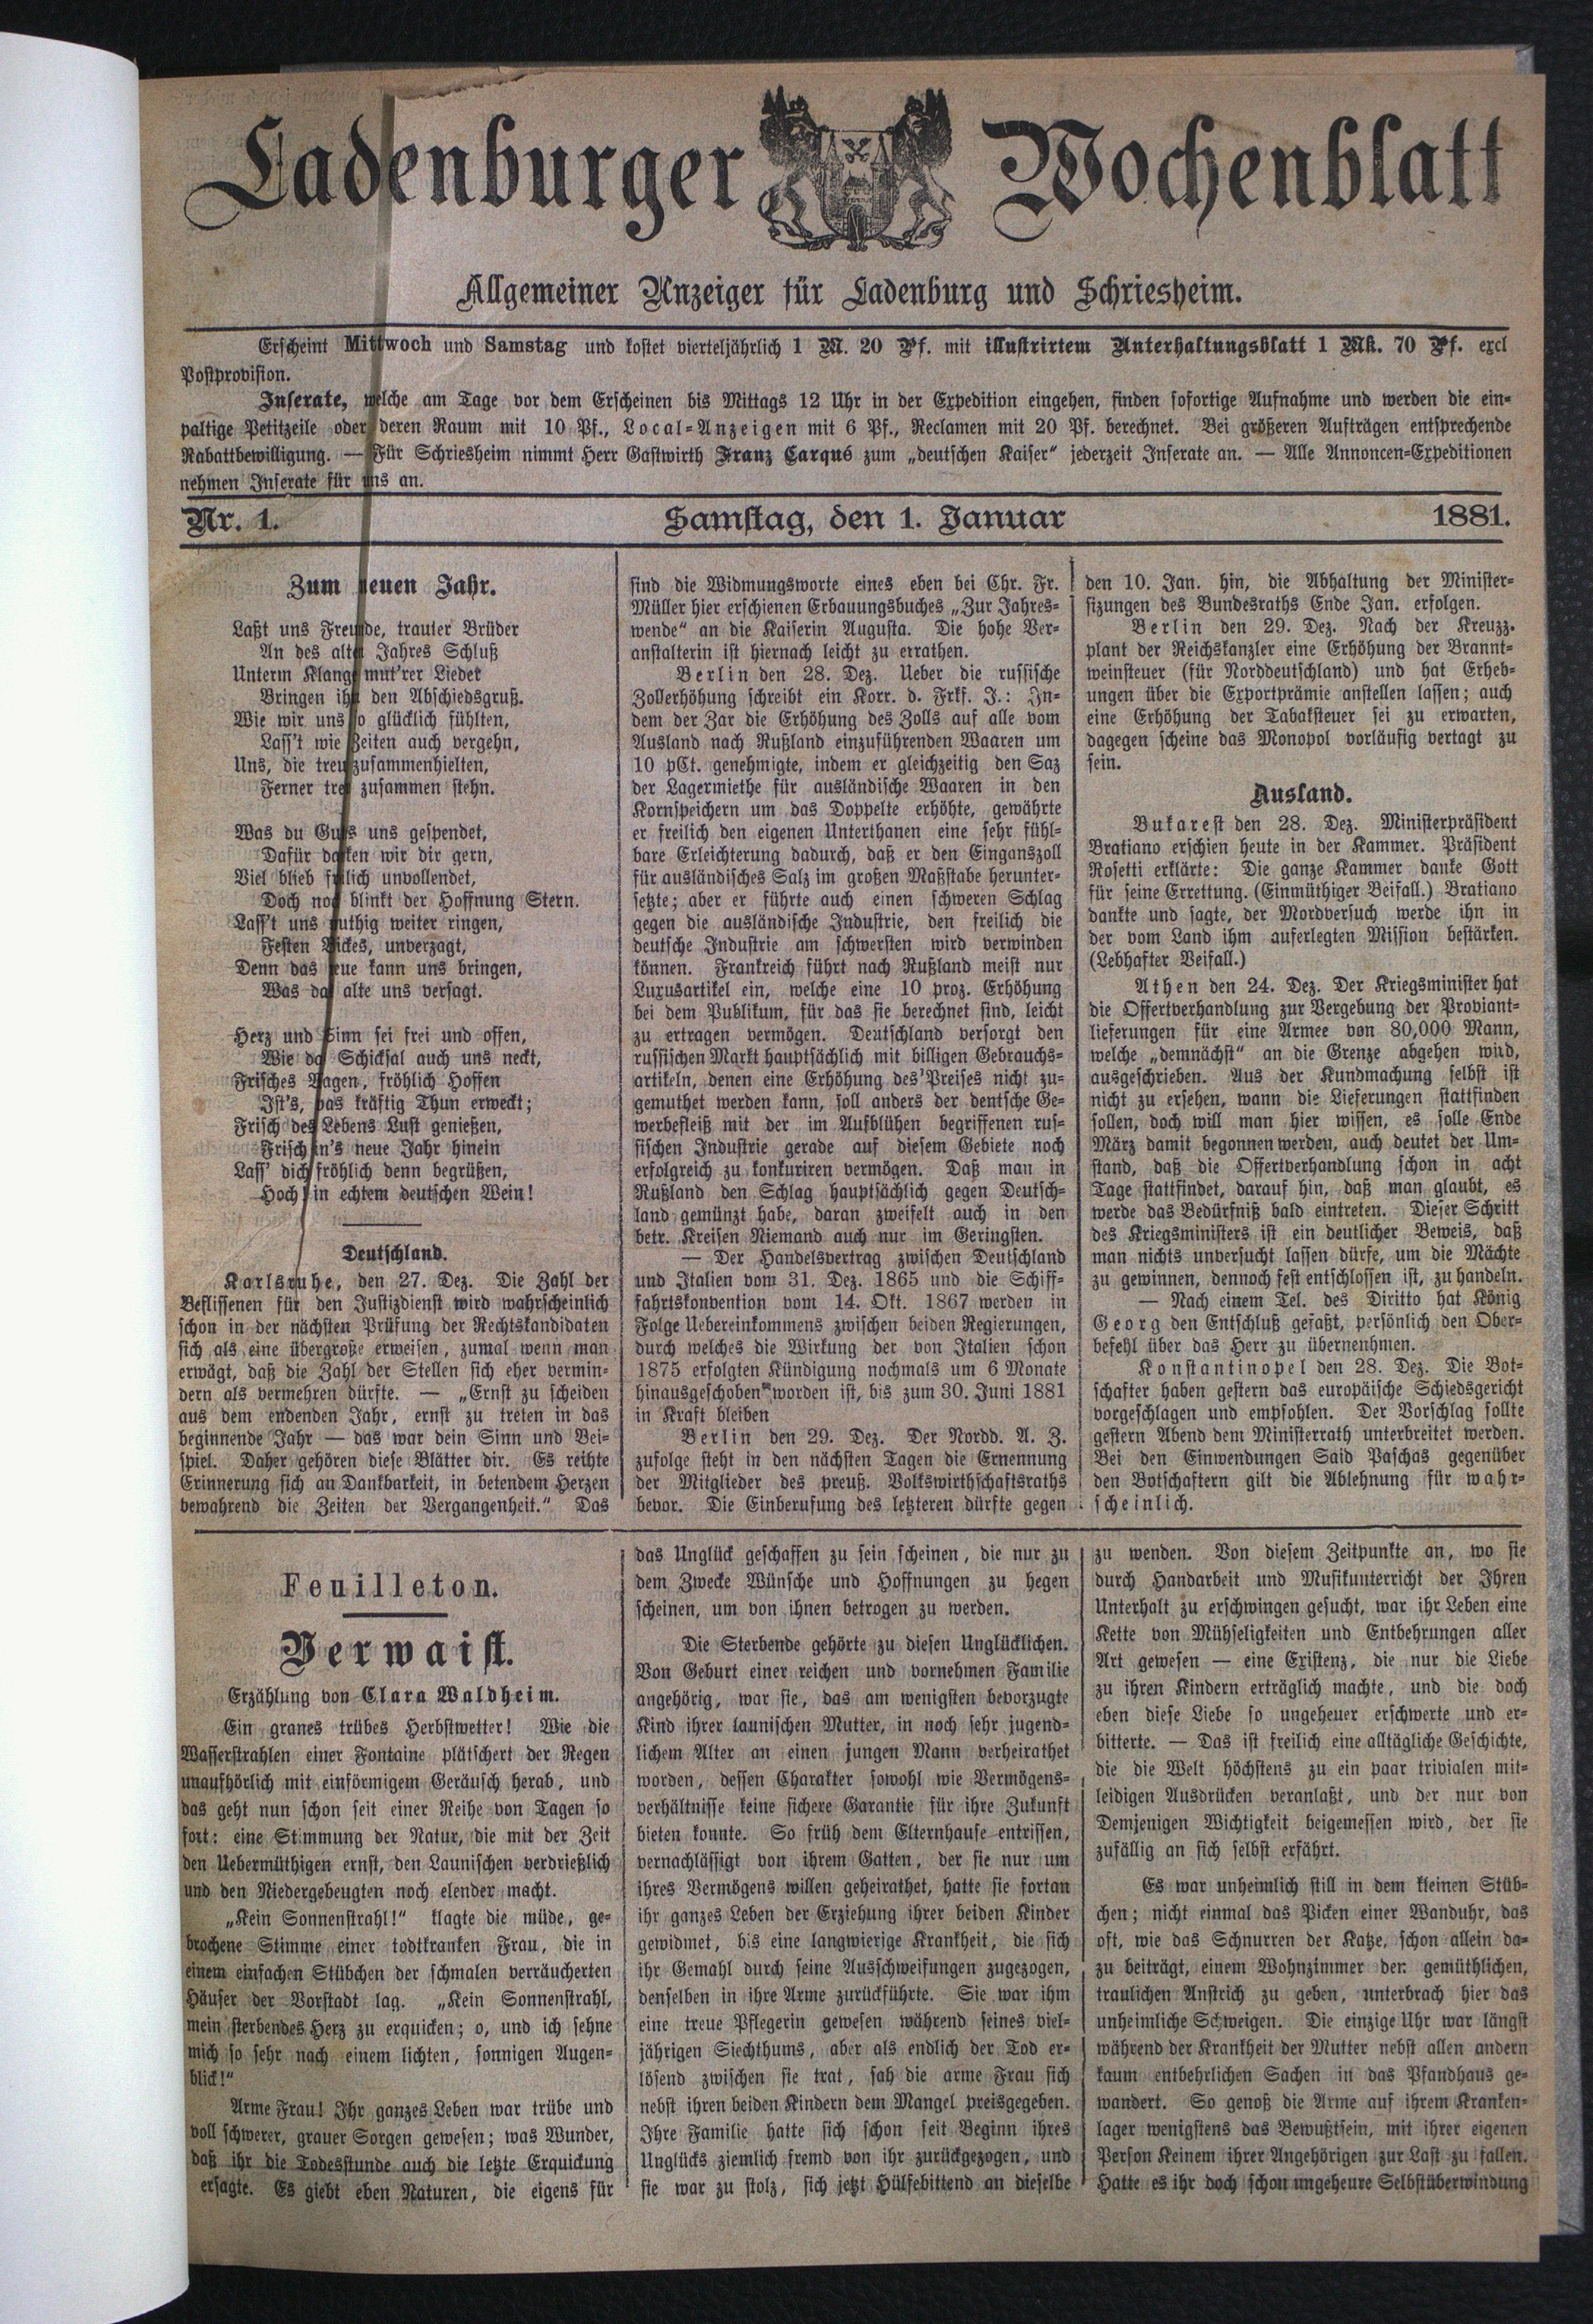 Ladenburger Wochenblatt
Allgemeiner Anzeiger für Ladenburg und Schriesheim.
Erscheint Mittwoch und Samstag und kostet vierteljährlich 1 M. 20 Pf. mit illustrirtem Unterhaltungsblatt 1 Mk. 70 Pf. excl
Postprovision.
Inserate, welche am Tage vor dem Erscheinen bis Mittags 12 Uhr in der Expedition eingehen, finden sofortige Aufnahme und werden die ein-
paltige Petitzeile oder deren Raum mit 10 Pf., Local-Anzeigen mit 6 Pf., Reclamen mit 20 Pf. berechnet. Bei größeren Aufträgen entsprechende
Rabattbewilligung. — Für Schriesheim nimmt Herr Gastwirth Franz Carqué zum „deutschen Kaiser“ jederzeit Inserate an. — Alle Annoncen-Expeditionen
nehmen Inserate für uns an.
Nr. 1. Samstag, den 1. Januar 1881.
Zum neuen Jahr.
Laßt uns Freunde, trauter Brüder
An des alten Jahres Schluß
Unterm Klange mut'rer Lieder
Bringen ihm den Abschiedsgruß.
Wie wir uns so glücklich fühlten,
Lass't wie Zeiten auch vergehn,
Uns, die treu zusammenhielten,
Ferner treu zusammen stehn.
Was du Guts uns gespendet,
Dafür danken wir dir gern,
Viel blieb freilich unvollendet,
Doch noch blinkt der Hoffnung Stern.
Lass't uns muthig weiter ringen,
Festen Blickes, unverzagt,
Denn das neue kann uns bringen,
Was das alte uns versagt.
Herz und Sinn sei frei und offen,
Wie das Schicksal auch uns neckt,
Frisches Wagen, fröhlich Hoffen
Ist's, was kräftig Thun erweckt;
Frisch des Lebens Lust genießen,
Frisch in's neue Jahr hinein
Lass' dich fröhlich denn begrüßen,
Hoch! in echtem deutschen Wein!
Deutschland.
Karlsruhe, den 27. Dez. Die Zahl der
Beflissenen für den Justizdienst wird wahrscheinlich
schon in der nächsten Prüfung der Rechtskandidaten
sich als eine übergroße erweisen, zumal wenn man
erwägt, daß die Zahl der Stellen sich eher vermin-
dern als vermehren dürfte. — „Ernst zu scheiden
aus dem endenden Jahr, ernst zu treten in das
beginnende Jahr — das war dein Sinn und Bei-
spiel. Daher gehören diese Blätter dir. Es reihte
Erinnerung sich an Dankbarkeit, in betendem Herzen
bewahrend die Zeiten der Vergangenheit.“ Das
sind die Widmungsworte eines eben bei Chr. Fr.
Müller hier erschienen Erbauungsbuches „Zur Jahres-
wende“ an die Kaiserin Augusta. Die hohe Ver-
anstalterin ist hiernach leicht zu errathen.
Berlin den 28. Dez. Ueber die russische
Zollerhöhung schreibt ein Korr. d. Frkf. J.: In-
dem der Zar die Erhöhung des Zolls auf alle vom
Ausland nach Rußland einzuführenden Waaren um
10 pCt. genehmigte, indem er gleichzeitig den Saz
der Lagermiethe für ausländische Waaren in den
Kornspeichern um das Doppelte erhöhte, gewährte
er freilich den eigenen Unterthanen eine sehr fühl-
bare Erleichterung dadurch, daß er den Einganszoll
für ausländisches Salz im großen Maßstabe herunter-
setzte; aber er führte auch einen schweren Schlag
gegen die ausländische Industrie, den freilich die
deutsche Industrie am schwersten wird verwinden
können. Frankreich führt nach Rußland meist nur
Luxusartikel ein, welche eine 10 proz. Erhöhung
bei dem Publikum, für das sie berechnet sind, leicht
zu ertragen vermögen. Deutschland versorgt den
russischen Markt hauptsächlich mit billigen Gebrauchs-
artikeln, denen eine Erhöhung des Preises nicht zu-
gemuthet werden kann, soll anders der dentsche Ge-
werbefleiß mit der im Aufblühen begriffenen rus-
sischen Industrie gerade auf diesem Gebiete noch
erfolgreich zu konkuriren vermögen. Daß man in
Rußland den Schlag hauptsächlich gegen Deutsch-
land gemünzt habe, daran zweifelt auch in den
betr. Kreisen Niemand auch nur im Geringsten.
— Der Handelsvertrag zwischen Deutschland
und Italien vom 31. Dez. 1865 und die Schiff-
fahrtskonvention vom 14. Okt. 1867 werden in
Folge Uebereinkommens zwischen beiden Regierungen,
durch welches die Wirkung der von Italien schon
1875 erfolgten Kündigung nochmals um 6 Monate
hinausgeschoben worden ist, bis zum 30. Juni 1881
in Kraft bleiben
Berlin den 29. Dez. Der Nordd. A. Z.
zufolge steht in den nächsten Tagen die Ernennung
der Mitglieder des preuß. Volkswirthschaftsraths
bevor. Die Einberufung des letzteren dürfte gegen
den 10. Jan. hin, die Abhaltung der Minister-
sizungen des Bundesraths Ende Jan. erfolgen.
Berlin den 29. Dez. Nach der Kreuzz.
plant der Reichskanzler eine Erhöhung der Brannt-
weinsteuer (für Norddeutschland) und hat Erheb-
ungen über die Exportprämie anstellen lassen; auch
eine Erhöhung der Tabaksteuer sei zu erwarten,
dagegen scheine das Monopol vorläufig vertagt zu
sein.
Ausland.
Bukarest den 28. Dez. Ministerpräsident
Bratiano erschien heute in der Kammer. Präsident
Rosetti erklärte: Die ganze Kammer danke Gott
für seine Errettung. (Einmüthiger Beifall.) Bratiano
dankte und sagte, der Mordversuch werde ihn in
der vom Land ihm auferlegten Mission bestärken.
(Lebhafter Beifall.)
Athen den 24. Dez. Der Kriegsminister hat
die Offertverhandlung zur Vergebung der Proviant-
lieferungen für eine Armee von 80,000 Mann,
welche „demnächst“ an die Grenze abgehen wird,
ausgeschrieben. Aus der Kundmachung selbst ist
nicht zu ersehen, wann die Lieferungen stattfinden
sollen, doch will man hier wissen, es solle Ende
März damit begonnen werden, auch deutet der Um-
stand, daß die Offertverhandlung schon in acht
Tage stattfindet, darauf hin, daß man glaubt, es
werde das Bedürfniß bald eintreten. Dieser Schritt
des Kriegsministers ist ein deutlicher Beweis, daß
man nichts unversucht lassen dürfe, um die Mächte
zu gewinnen, dennoch fest entschlossen ist, zu handeln.
— Nach einem Tel. des Diritto hat König
Georg den Entschluß gefaßt, persönlich den Ober-
befehl über das Herr zu übernenhmen.
Konstantinopel den 28. Dez. Die Bot-
schafter haben gestern das europäische Schiedsgericht
vorgeschlagen und empfohlen. Der Vorschlag sollte
gestern Abend dem Ministerrath unterbreitet werden.
Bei den Einwendungen Said Paschas gegenüber
den Botschaftern gilt die Ablehnung für wahr-
scheinlich.
Feuilleton.
Verwaist.
Erzählung von Clara Waldheim.
Ein granes trübes Herbstwetter! Wie die
Wasserstrahlen einer Fontaine plätschert der Regen
unaufhörlich mit einförmigem Geräusch herab, und
das geht nun schon seit einer Reihe von Tagen so
fort: eine Stimmung der Natur, die mit der Zeit
den Uebermüthigen ernst, den Launischen verdrießlich
und den Niedergebeugten noch elender macht.
„Kein Sonnenstrahl!“ klagte die müde, ge-
brochene Stimme einer todtkranken Frau, die in
einem einfachen Stübchen der schmalen verräucherten
Häuser der Vorstadt lag. „Kein Sonnenstrahl,
mein sterbendes Herz zu erquicken; o, und ich sehne
mich so sehr nach einem lichten, sonnigen Augen-
blick!“
Arme Frau! Ihr ganzes Leben war trübe und
voll schwerer, grauer Sorgen gewesen; was Wunder,
daß ihr die Todesstunde auch die letzte Erquickung
ersagte. Es giebt eben Naturen, die eigens für
das Unglück geschaffen zu sein scheinen, die nur zu
dem Zwecke Wünsche und Hoffnungen zu hegen
scheinen, um von ihnen betrogen zu werden.
Die Sterbende gehörte zu diesen Unglücklichen.
Von Geburt einer reichen und vornehmen Familie
angehörig, war sie, das am wenigsten bevorzugte
Kind ihrer launischen Mutter, in noch sehr jugend-
lichem Alter an einen jungen Mann verheirathet
worden, dessen Charakter sowohl wie Vermögens-
verhältnisse keine sichere Garantie für ihre Zukunft
bieten konnte. So früh dem Elternhause entrissen,
vernachlässigt von ihrem Gatten, der sie nur um
ihres Vermögens willen geheirathet, hatte sie fortan
ihr ganzes Leben der Erziehung ihrer beiden Kinder
gewidmet, bis eine langwierige Krankheit, die sich
ihr Gemahl durch seine Ausschweifungen zugezogen,
denselben in ihre Arme zurückführte. Sie war ihm
eine treue Pflegerin gewesen während seines viel-
jährigen Siechthums, aber als endlich der Tod er-
lösend zwischen sie trat, sah die arme Frau sich
nebst ihren beiden Kindern dem Mangel preisgegeben.
Ihre Familie hatte sich schon seit Beginn ihres
Unglücks ziemlich fremd von ihr zurückgezogen, und
sie war zu stolz, sich jetzt Hülfebittend an dieselbe
zu wenden. Von diesem Zeitpunkte an, wo sie
durch Handarbeit und Musikunterricht der Ihren
Unterhalt zu erschwingen gesucht, war ihr Leben eine
Kette von Mühseligkeiten und Entbehrungen aller
Art gewesen — eine Existenz, die nur die Liebe
zu ihren Kindern erträglich machte, und die doch
eben diese Liebe so ungeheuer erschwerte und er-
bitterte. — Das ist freilich eine alltägliche Geschichte,
die die Welt höchstens zu ein paar trivialen mit-
leidigen Ausdrücken veranlaßt, und der nur von
Demjenigen Wichtigkeit beigemessen wird, der sie
zufällig an sich selbst erfährt.
Es war unheimlich still in dem kleinen Stüb-
chen; nicht einmal das Picken einer Wanduhr, das
oft, wie das Schnurren der Katze, schon allein da-
zu beiträgt, einem Wohnzimmer den gemüthlichen,
traulichen Anstrich zu geben, unterbrach hier das
unheimliche Schweigen. Die einzige Uhr war längst
während der Krankheit der Mutter nebst allen andern
kaum entbehrlichen Sachen in das Pfandhaus ge-
wandert. So genoß die Arme auf ihrem Kranken-
lager wenigstens das Bewußtsein, mit ihrer eigenen
Person Keinem ihrer Angehörigen zur Last zu fallen.
Hatte es ihr doch schon ungeheure Selbstüberwindung